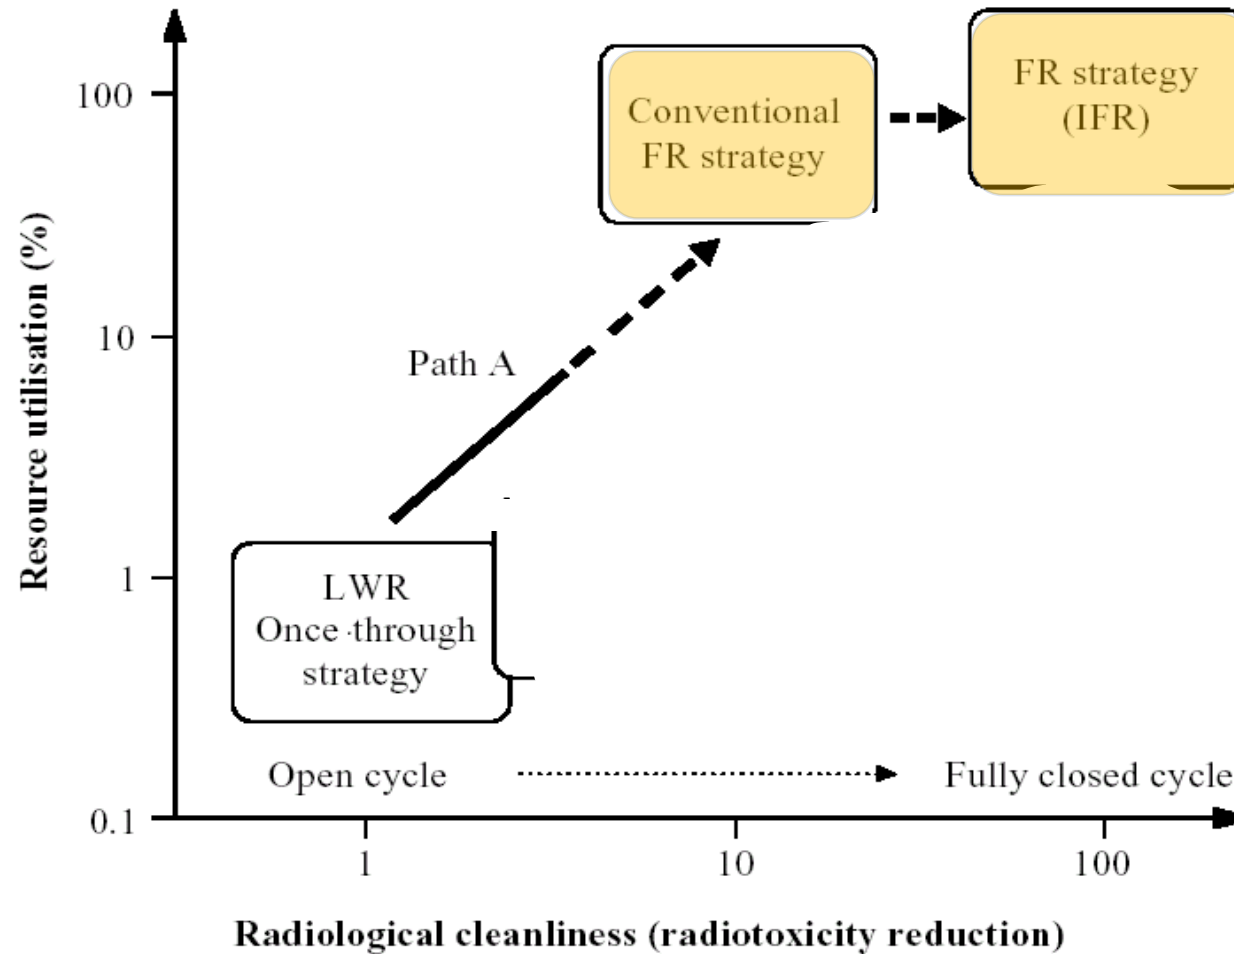 100
10
1
0.1
Resource utilisation (%)
Conventional
FR strategy
FR strategy
(IFR)
Path A
LWR
Once-through
strategy
Open cycle
Fully closed cycle
1
10
100
Radiological cleanliness (radiotoxicity reduction)